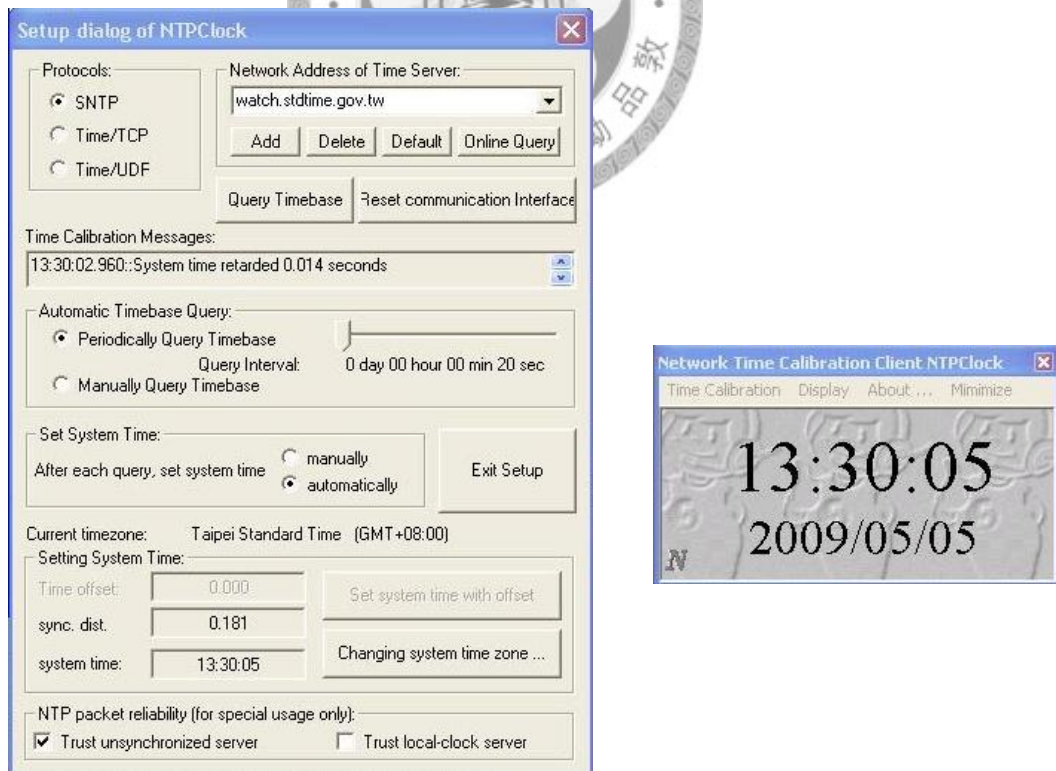 Setup dialog of NTPClock
Protocols:
SNTP
Time/TCP
Time/UDF
Network Address of Time Server:
watch.stdtime.gov.tw
Add Delete Default Online Query
Query Timebase Reset communication Interface
Time Calibration Messages:
13:30:02.960::System time retarded 0.014 seconds
Automatic Timebase Query:
Periodically Query Timebase
Query Interval: 0 day 00 hour 00 min 20 sec
Manually Query Timebase
Set System Time:
After each query, set system time
manually
automatically
Exit Setup
Current timezone: Taipei Standard Time (GMT+08:00)
Setting System Time:
Time offset: 0.000
Set system time with offset
sync. dist. 0.181
system time: 13:30:05
Changing system time zone ...
NTP packet reliability (for special usage only):
Trust unsynchronized server Trust local-clock server
Network Time Calibration Client NTPClock
Time Calibration Display About ... Minimize
13:30:05
2009/05/05
N
勵品敦